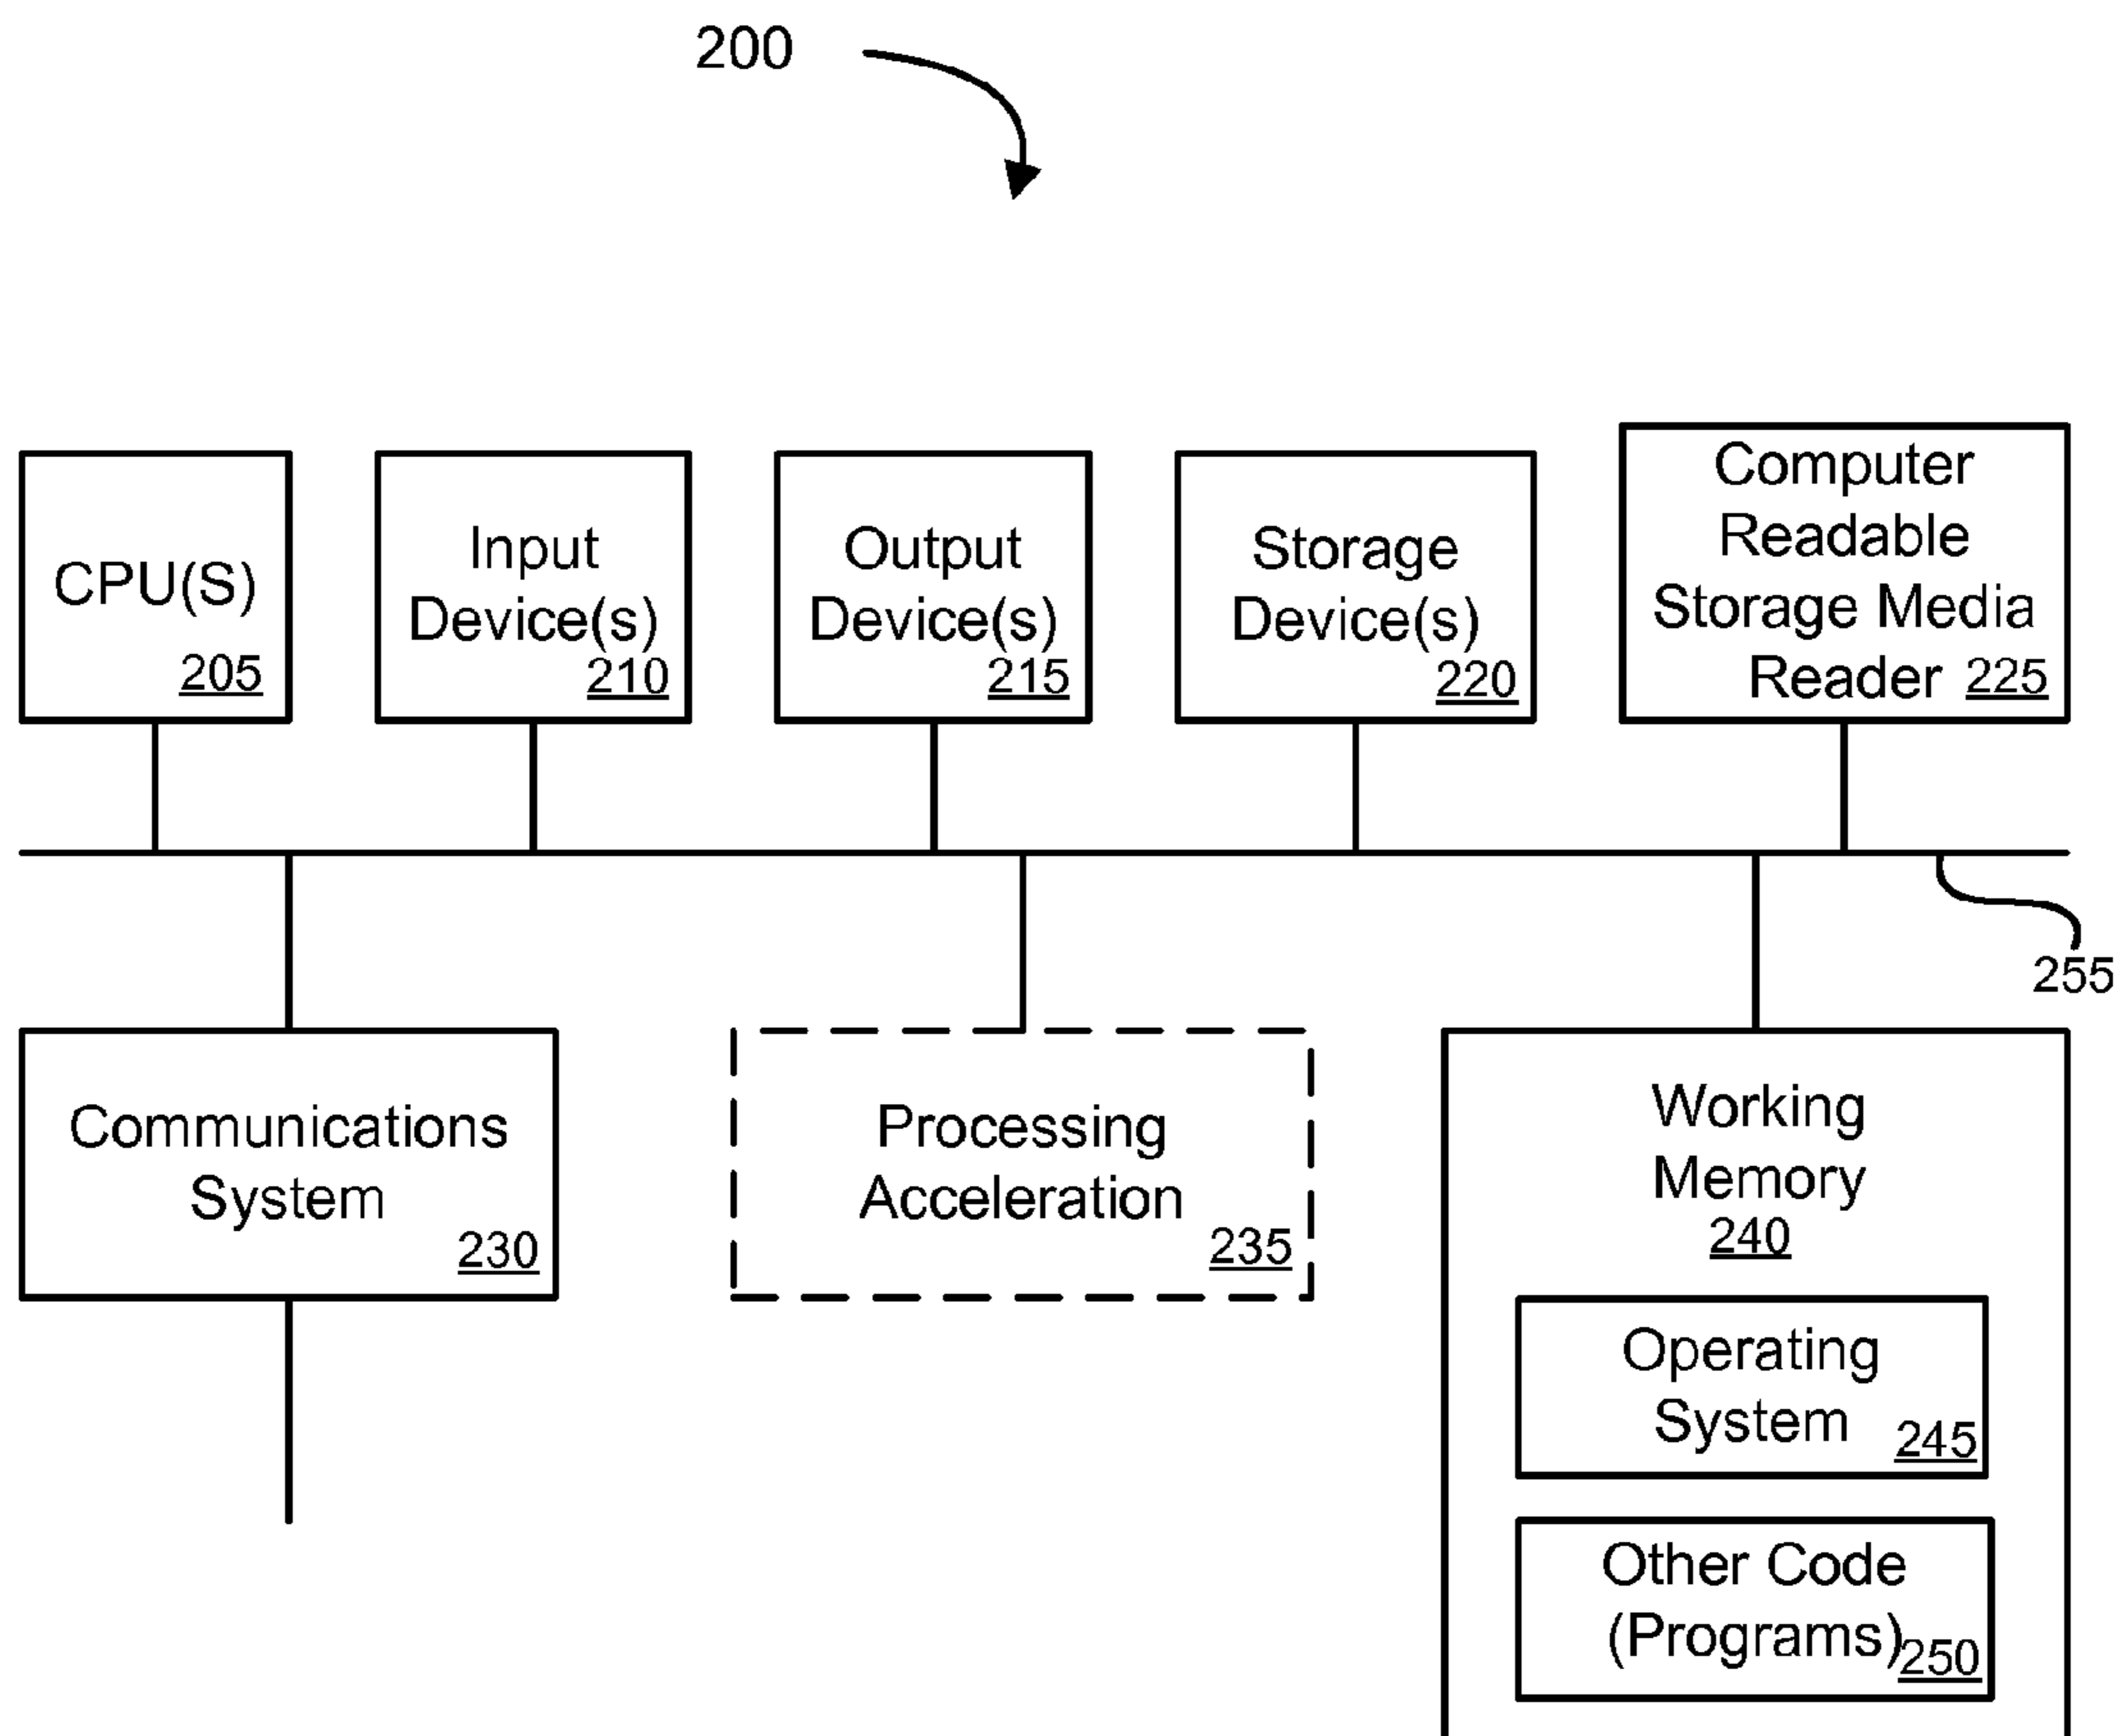 200
CPU(S)
205
Input
Device(s)
210
Output
Device(s)
215
Storage
Device(s)
220
Computer
Readable
Storage Media
Reader 225
255
Communications
System
230
Processing
Acceleration
235
Working
Memory
240
Operating
System
245
Other Code
(Programs)
250